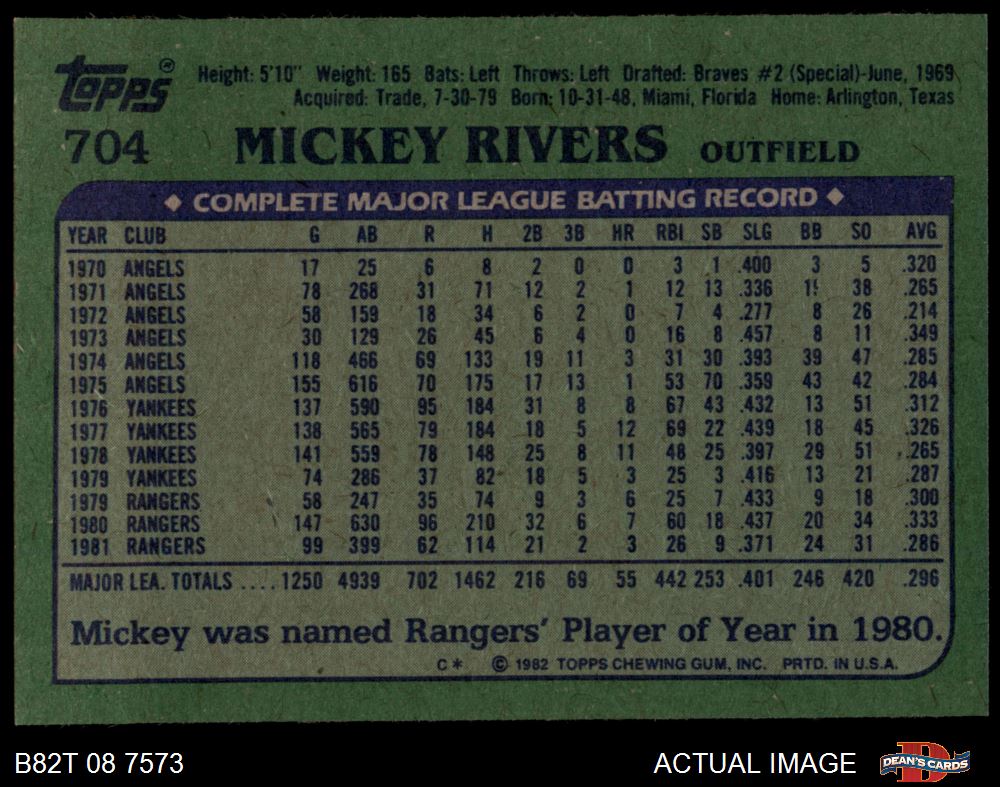 topps® Height: 5'10" Weight: 165 Bats: Left Throws: Left Drafted: Braves #2 (Special)-June, 1969
Acquired: Trade, 7-30-79 Born: 10-31-48, Miami, Florida Home: Arlington, Texas
704 MICKEY RIVERS OUTFIELD
◆ COMPLETE MAJOR LEAGUE BATTING RECORD ◆
YEAR CLUB G AB R H 2B 3B HR RBI SB SLG BB SO AVG
1970 ANGELS 17 25 6 8 2 0 0 3 1 .400 3 5 .320
1971 ANGELS 78 268 31 71 12 2 1 12 13 .336 38 .265
1972 ANGELS 58 159 18 34 6 2 0 7 4 .277 8 26 .214
1973 ANGELS 30 129 26 45 6 4 0 16 8 .457 8 11 .349
1974 ANGELS 118 466 69 133 19 11 3 31 30 .393 39 47 .285
1975 ANGELS 155 616 70 175 17 13 1 53 70 .359 43 42 .284
1976 YANKEES 137 590 95 184 31 8 8 67 43 .432 13 51 .312
1977 YANKEES 138 565 79 184 18 5 12 69 22 .439 18 45 .326
1978 YANKEES 141 559 78 148 25 8 11 48 25 .397 29 51 .265
1979 YANKEES 74 286 37 82 18 5 3 25 3 .416 13 21 .287
1979 RANGERS 58 247 35 74 9 3 6 25 7 .433 9 18 .300
1980 RANGERS 147 630 96 210 32 6 7 60 18 .437 20 34 .333
1981 RANGERS 99 399 62 114 21 2 3 26 9 .371 24 31 .286
MAJOR LEA. TOTALS .... 1250 4939 702 1462 216 69 55 442 253 .401 246 420 .296
Mickey was named Rangers' Player of Year in 1980.
C* © 1982 TOPPS CHEWING GUM, INC. PRTD. IN U.S.A.
B82T 08 7573 ACTUAL IMAGE D DEAN'S CARDS